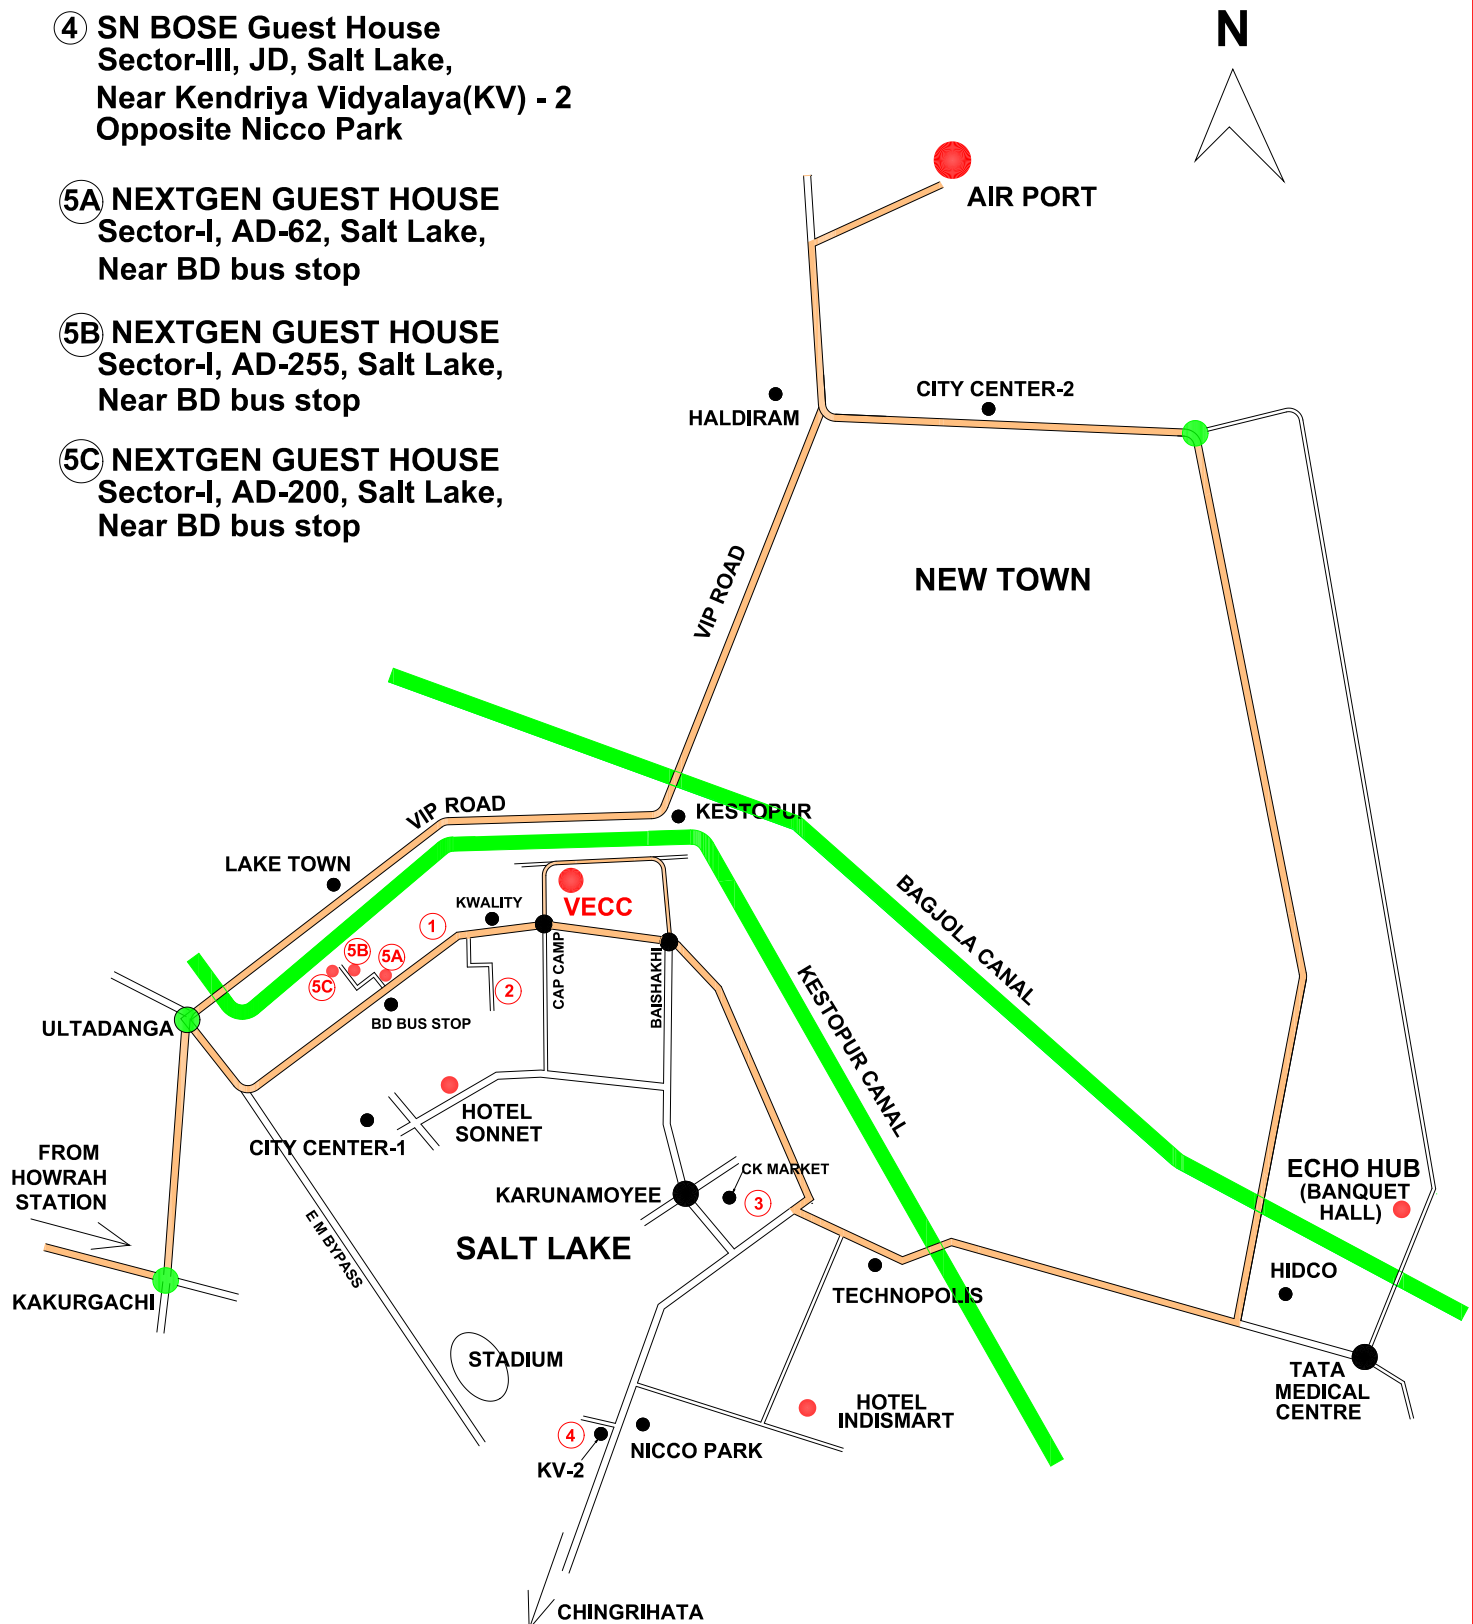 4 SN BOSE Guest House
Sector-III, JD, Salt Lake,
Near Kendriya Vidyalaya(KV) - 2
Opposite Nicco Park
5A NEXTGEN GUEST HOUSE
Sector-I, AD-62, Salt Lake,
Near BD bus stop
5B NEXTGEN GUEST HOUSE
Sector-I, AD-255, Salt Lake,
Near BD bus stop
5C NEXTGEN GUEST HOUSE
Sector-I, AD-200, Salt Lake,
Near BD bus stop
N
AIR PORT
CITY CENTER-2
HALDIRAM
VIP ROAD
NEW TOWN
VIP ROAD
KESTOPUR
LAKE TOWN
KWALITY
VECC
1
5B
5A
5C
2
CAP CAMP
BAISHAKHI
BAGJOLA CANAL
KESTOPUR CANAL
ULTADANGA
BD BUS STOP
HOTEL
SONNET
CITY CENTER-1
FROM
HOWRAH
STATION
KARUNAMOYEE
CK MARKET
3
ECHO HUB
(BANQUET
HALL)
E M BYPASS
SALT LAKE
KAKURGACHI
TECHNOPOLIS
HIDCO
STADIUM
TATA
MEDICAL
CENTRE
HOTEL
INDISMART
4
NICCO PARK
KV-2
CHINGRIHATA